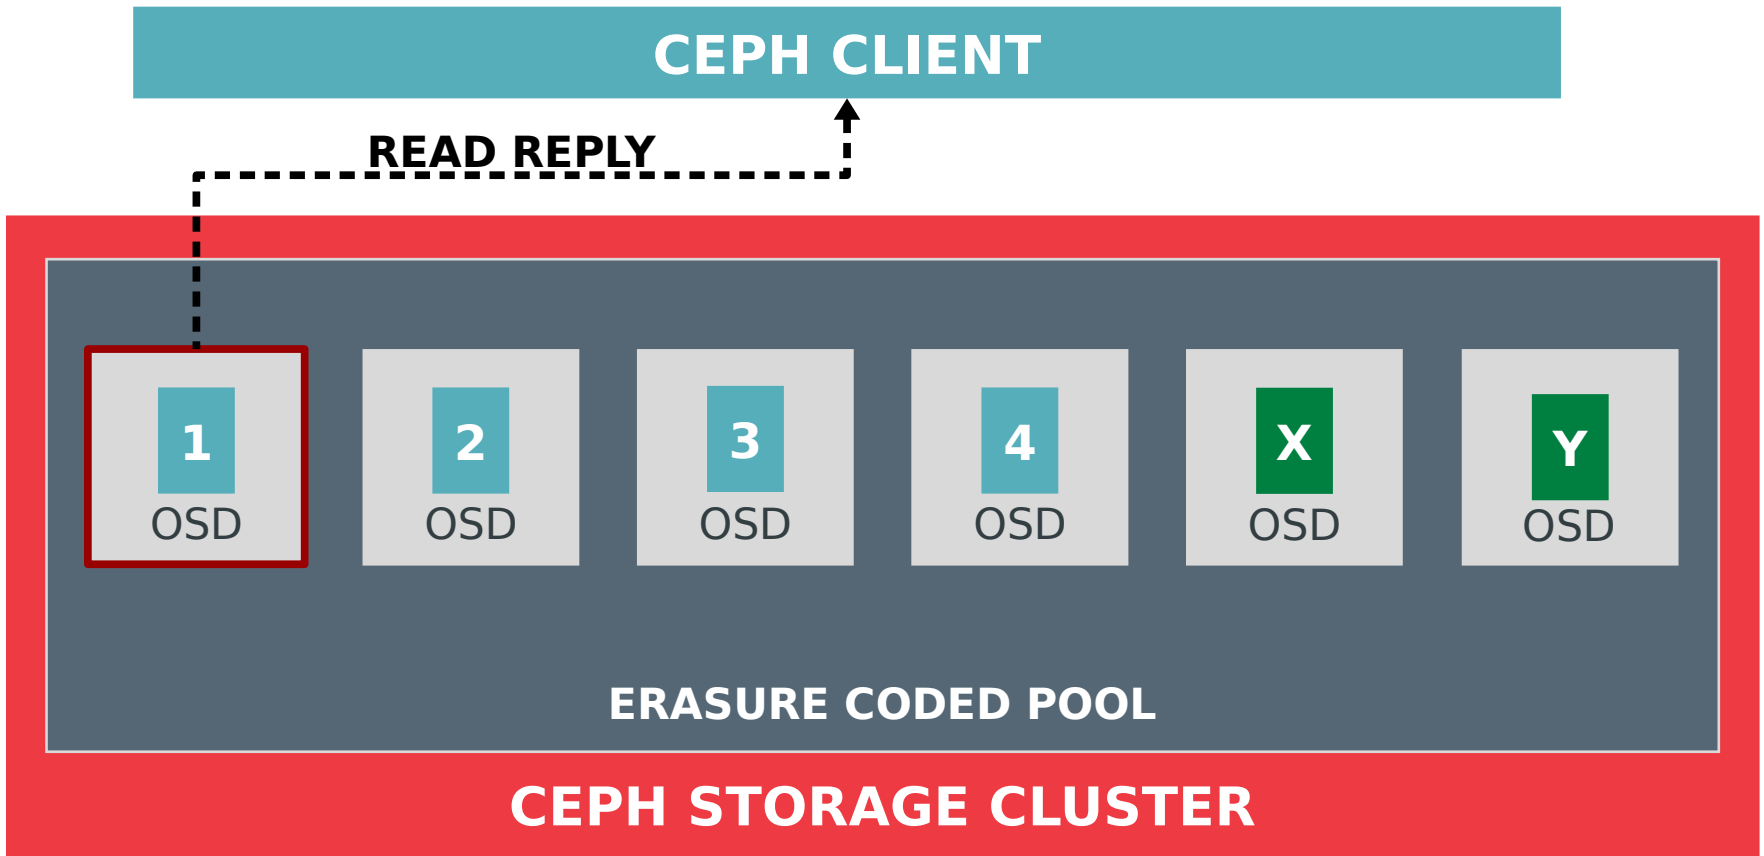 CEPH CLIENT
READ REPLY
1
OSD
2
OSD
3
OSD
4
OSD
X
OSD
Y
OSD
ERASURE CODED POOL
CEPH STORAGE CLUSTER